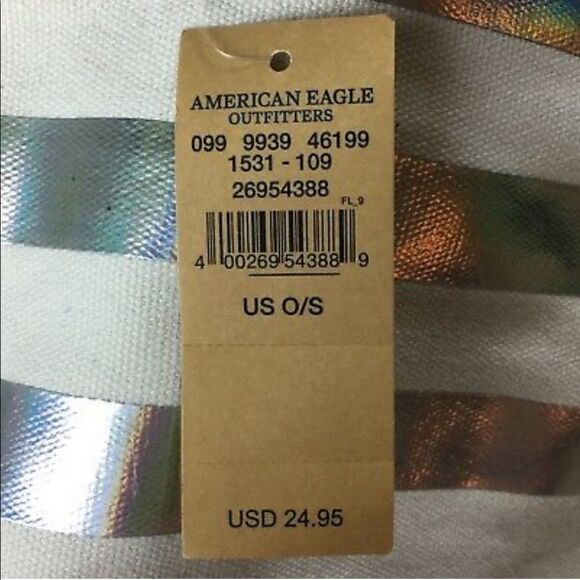 AMERICAN EAGLE
OUTFITTERS
099 9939 46199
1531 - 109
26954388
FL_9
4 00269 54388 9
US O/S
USD 24.95